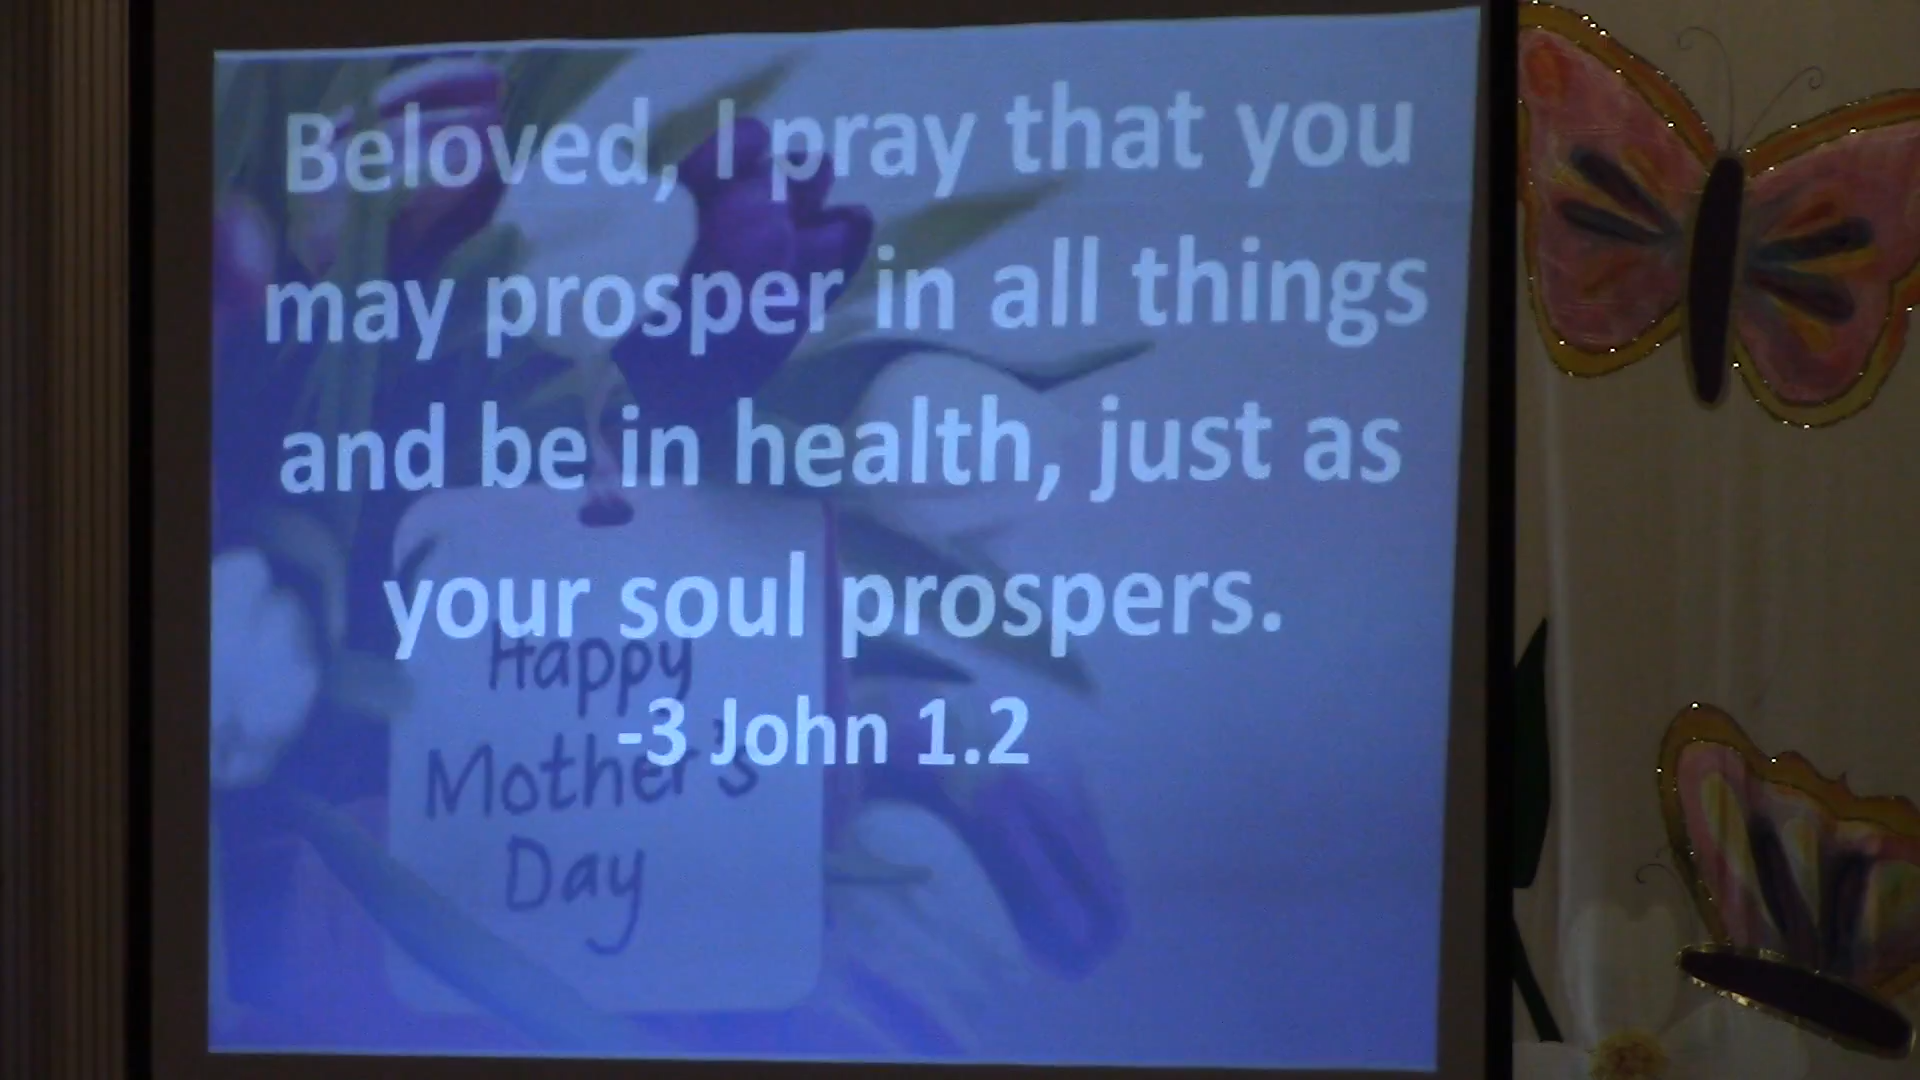 Beloved, I pray that you
may prosper in all things
and be in health, just as
your soul prospers.
-3 John 1.2
Happy
Mother's
Day